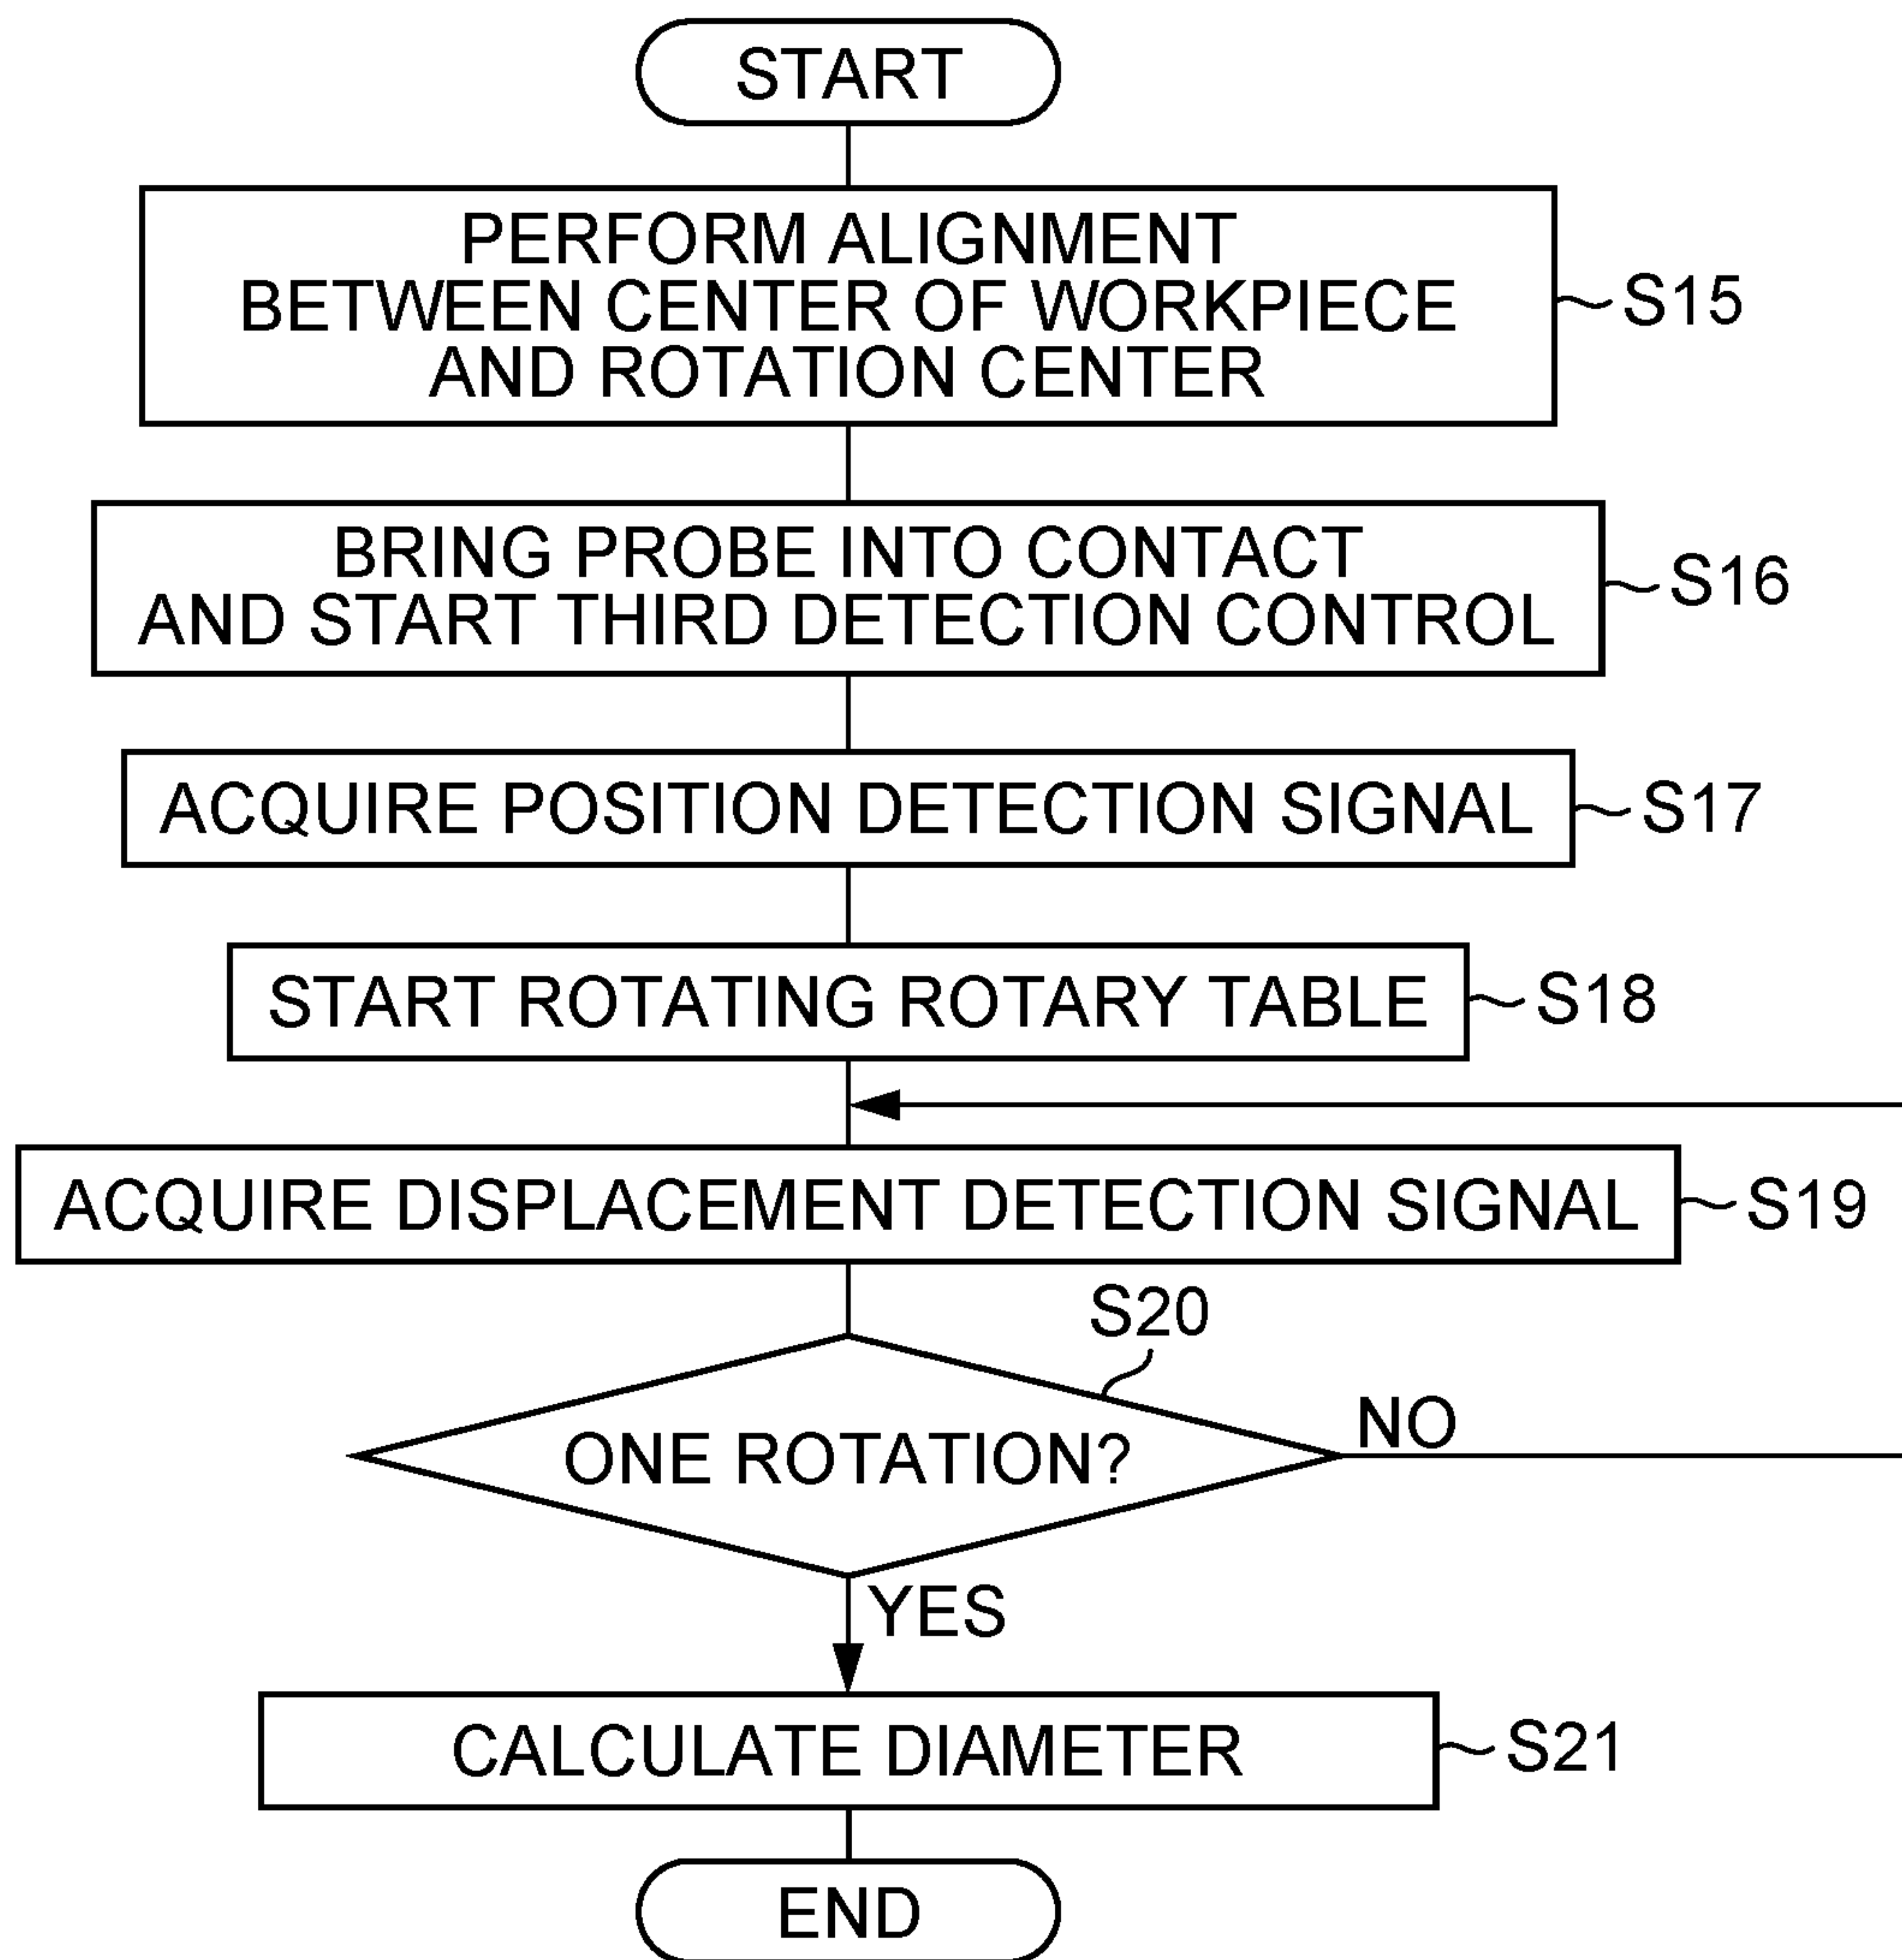 START
PERFORM ALIGNMENT
BETWEEN CENTER OF WORKPIECE
AND ROTATION CENTER
S15
BRING PROBE INTO CONTACT
AND START THIRD DETECTION CONTROL
S16
ACQUIRE POSITION DETECTION SIGNAL
S17
START ROTATING ROTARY TABLE
S18
ACQUIRE DISPLACEMENT DETECTION SIGNAL
S19
S20
ONE ROTATION?
NO
YES
CALCULATE DIAMETER
S21
END